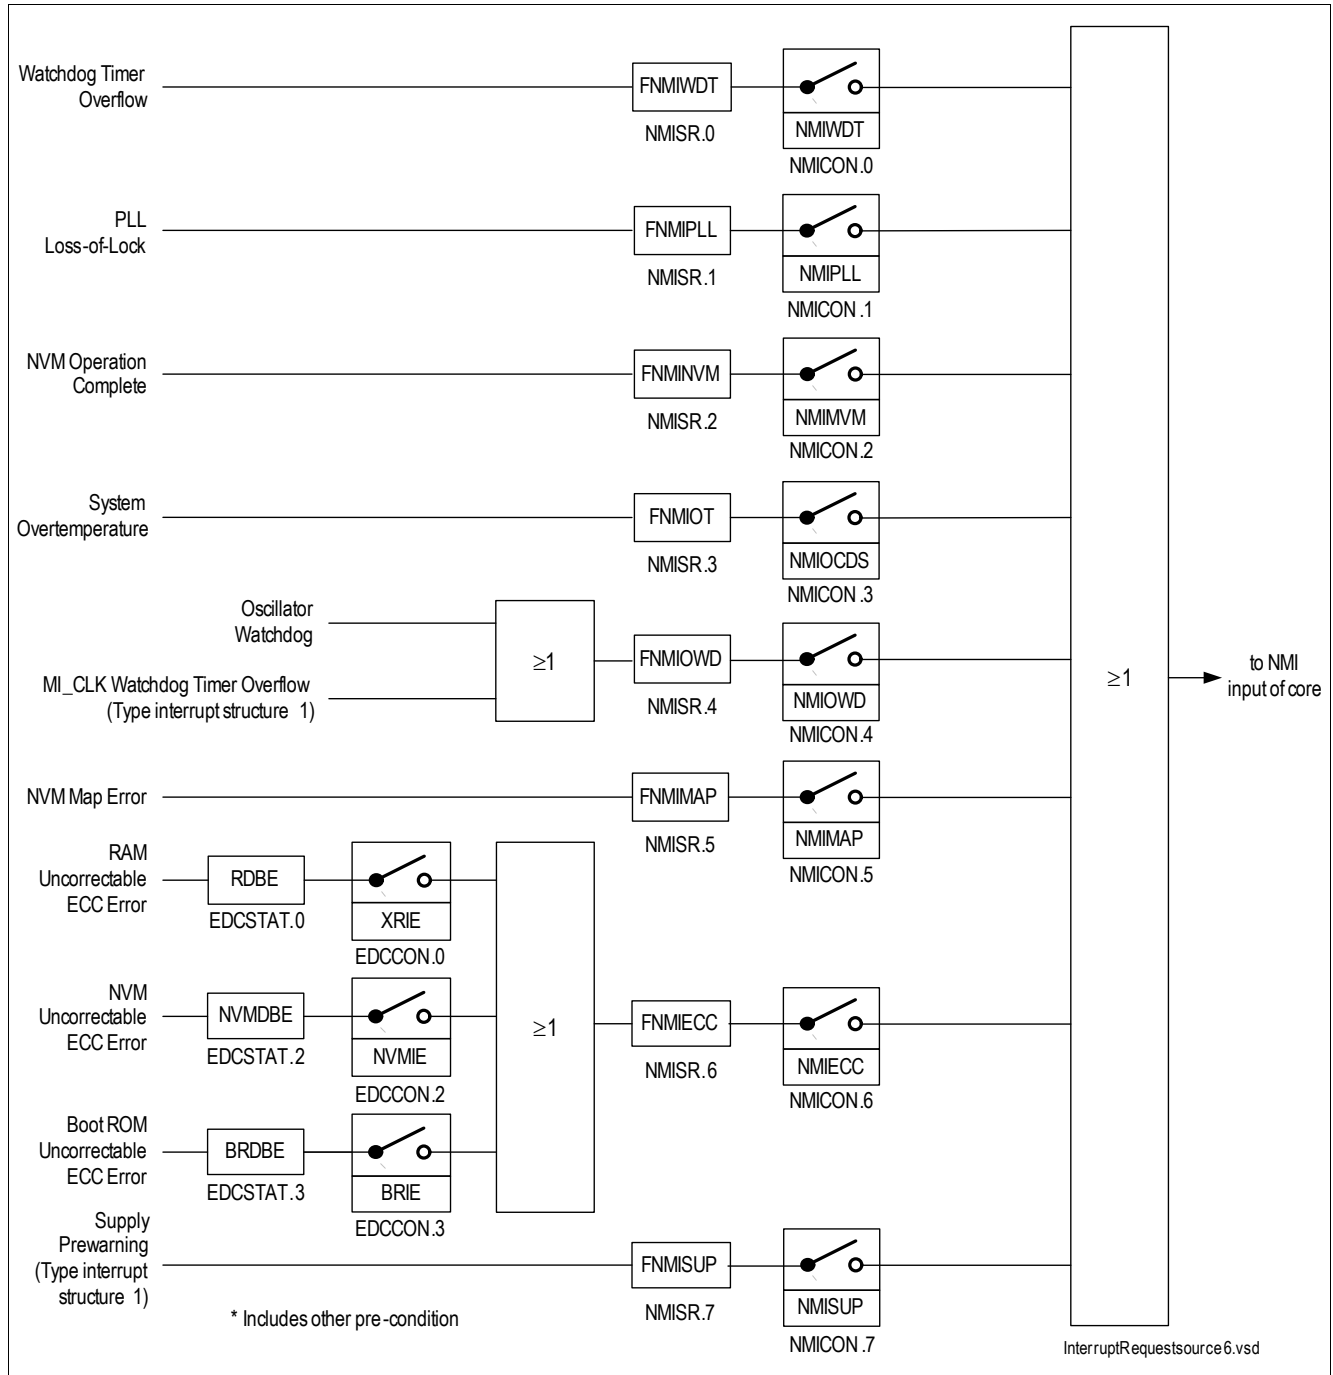 Watchdog Timer
Overflow
FNMIWDT
NMISR.0
NMIWDT
NMICON.0
PLL
Loss-of-Lock
FNMIPLL
NMISR.1
NMIPLL
NMICON .1
NVM Operation
Complete
FNMINVM
NMISR.2
NMIMVM
NMICON.2
System
Overtemperature
FNMIOT
NMISR.3
NMIOCDS
NMICON .3
Oscillator
Watchdog
MI_CLK Watchdog Timer Overflow
(Type interrupt structure 1)
≥1
FNMIOWD
NMISR.4
NMIOWD
NMICON.4
≥1
to NMI
input of core
NVM Map Error
FNMIMAP
NMISR.5
NMIMAP
NMICON.5
RAM
Uncorrectable
ECC Error
RDBE
EDCSTAT.0
XRIE
EDCCON.0
NVM
Uncorrectable
ECC Error
NVMDBE
EDCSTAT.2
NVMIE
EDCCON.2
≥1
FNMIECC
NMISR.6
NMIECC
NMICON.6
Boot ROM
Uncorrectable
ECC Error
BRDBE
EDCSTAT.3
BRIE
EDCCON.3
Supply
Prewarning
(Type interrupt
structure 1)
FNMISUP
NMISR.7
NMISUP
NMICON .7
* Includes other pre-condition
InterruptRequestsource6.vsd